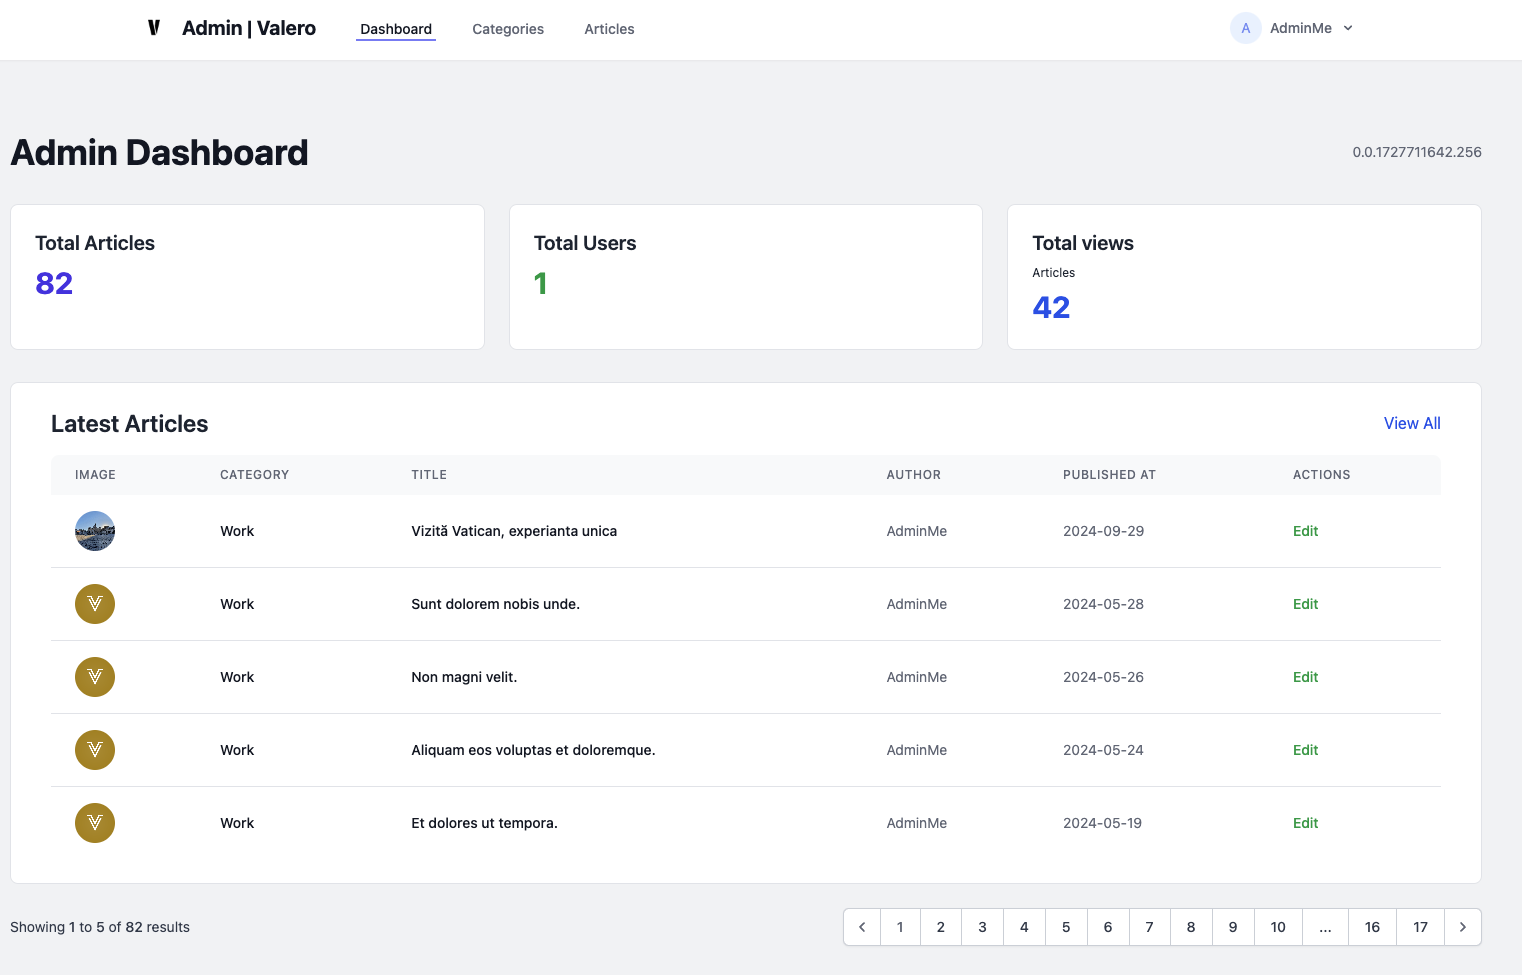 V Admin | Valero Dashboard Categories Articles A AdminMe
Admin Dashboard 0.0.1727711642.256
Total Articles
82
Total Users
1
Total views
Articles
42
Latest Articles View All
IMAGE CATEGORY TITLE AUTHOR PUBLISHED AT ACTIONS
Work Vizită Vatican, experianta unica AdminMe 2024-09-29 Edit
V Work Sunt dolorem nobis unde. AdminMe 2024-05-28 Edit
V Work Non magni velit. AdminMe 2024-05-26 Edit
V Work Aliquam eos voluptas et doloremque. AdminMe 2024-05-24 Edit
V Work Et dolores ut tempora. AdminMe 2024-05-19 Edit
Showing 1 to 5 of 82 results 1 2 3 4 5 6 7 8 9 10 ... 16 17